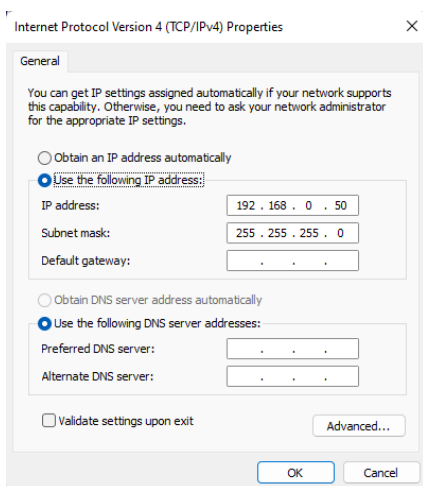 Internet Protocol Version 4 (TCP/IPv4) Properties
General
You can get IP settings assigned automatically if your network supports
this capability. Otherwise, you need to ask your network administrator
for the appropriate IP settings.
Obtain an IP address automatically
Use the following IP address:
IP address: 192 . 168 . 0 . 50
Subnet mask: 255 . 255 . 255 . 0
Default gateway: . . .
Obtain DNS server address automatically
Use the following DNS server addresses:
Preferred DNS server: . . .
Alternate DNS server: . . .
Validate settings upon exit
Advanced...
OK Cancel